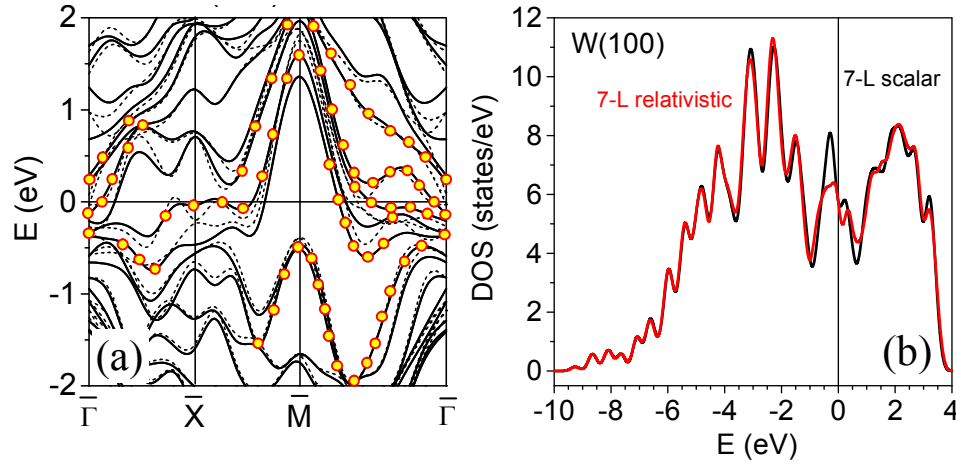 2
1
0
-1
-2
E (eV)
(a)
Γ̅
X̅
M̅
Γ̅
12
10
8
6
4
2
0
DOS (states/eV)
W(100)
7-L relativistic
7-L scalar
(b)
-10
-8
-6
-4
-2
0
2
4
E (eV)